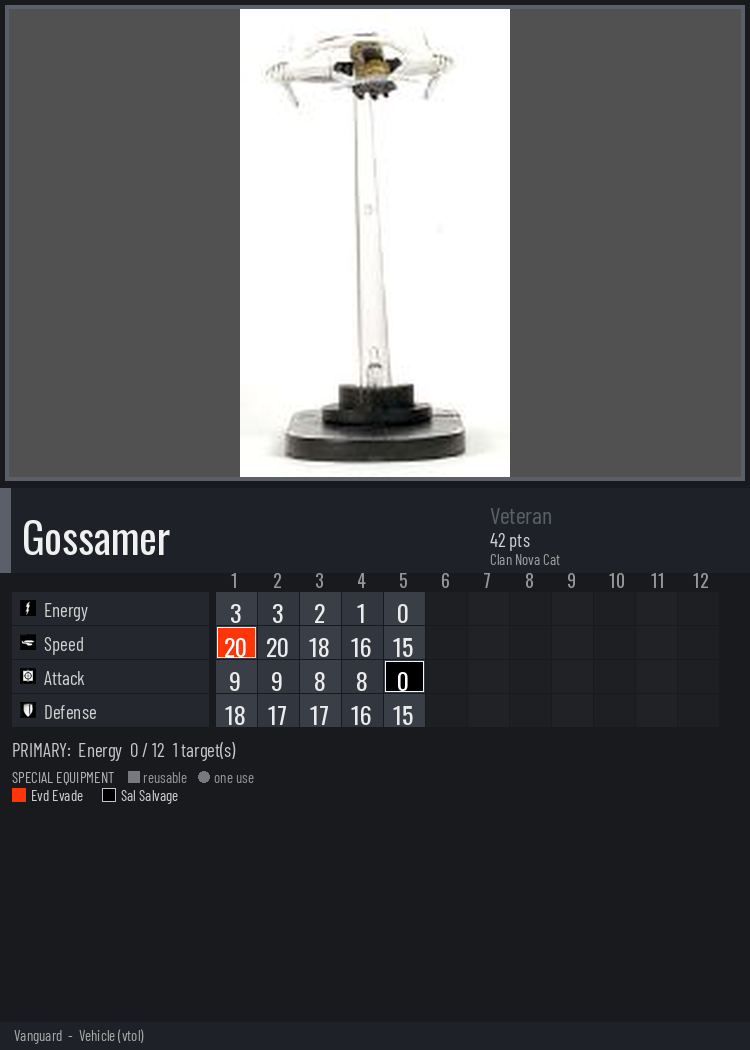 Gossamer
Veteran
42 pts
Clan Nova Cat
1 2 3 4 5 6 7 8 9 10 11 12
Energy 3 3 2 1 0
Speed 20 20 18 16 15
Attack 9 9 8 8 0
Defense 18 17 17 16 15
PRIMARY: Energy 0 / 12 1 target(s)
SPECIAL EQUIPMENT reusable one use
Evd Evade Sal Salvage
Vanguard - Vehicle (vtol)